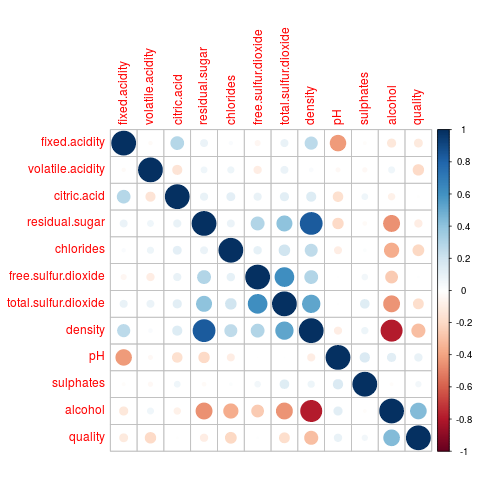 fixed.acidity
volatile.acidity
citric.acid
residual.sugar
chlorides
free.sulfur.dioxide
total.sulfur.dioxide
density
pH
sulphates
alcohol
quality
fixed.acidity
volatile.acidity
citric.acid
residual.sugar
chlorides
free.sulfur.dioxide
total.sulfur.dioxide
density
pH
sulphates
alcohol
quality
1
0.8
0.6
0.4
0.2
0
-0.2
-0.4
-0.6
-0.8
-1